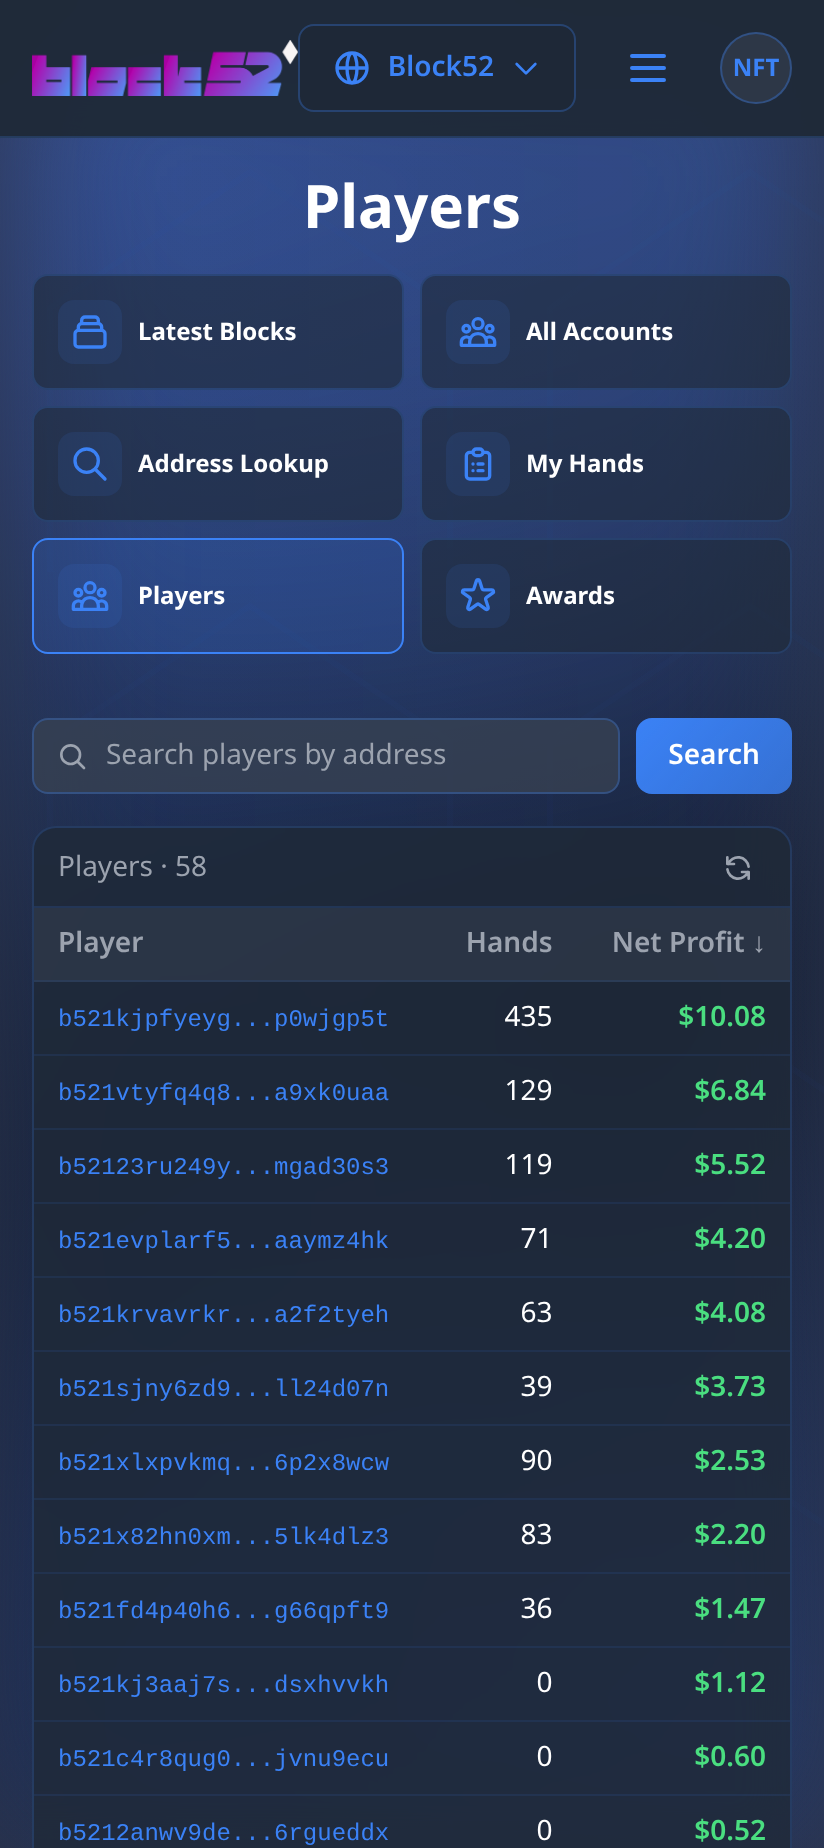 block52
Block52
NFT
Players
Latest Blocks
All Accounts
Address Lookup
My Hands
Players
Awards
Search players by address
Search
Players · 58
Player Hands Net Profit ↓
b521kjpfyeyg...p0wjgp5t 435 $10.08
b521vtyfq4q8...a9xk0uaa 129 $6.84
b52123ru249y...mgad30s3 119 $5.52
b521evplarf5...aaymz4hk 71 $4.20
b521krvavrkr...a2f2tyeh 63 $4.08
b521sjny6zd9...ll24d07n 39 $3.73
b521xlxpvkmq...6p2x8wcw 90 $2.53
b521x82hn0xm...5lk4dlz3 83 $2.20
b521fd4p40h6...g66qpft9 36 $1.47
b521kj3aaj7s...dsxhvvkh 0 $1.12
b521c4r8qug0...jvnu9ecu 0 $0.60
b5212anwv9de...6rgueddx 0 $0.52